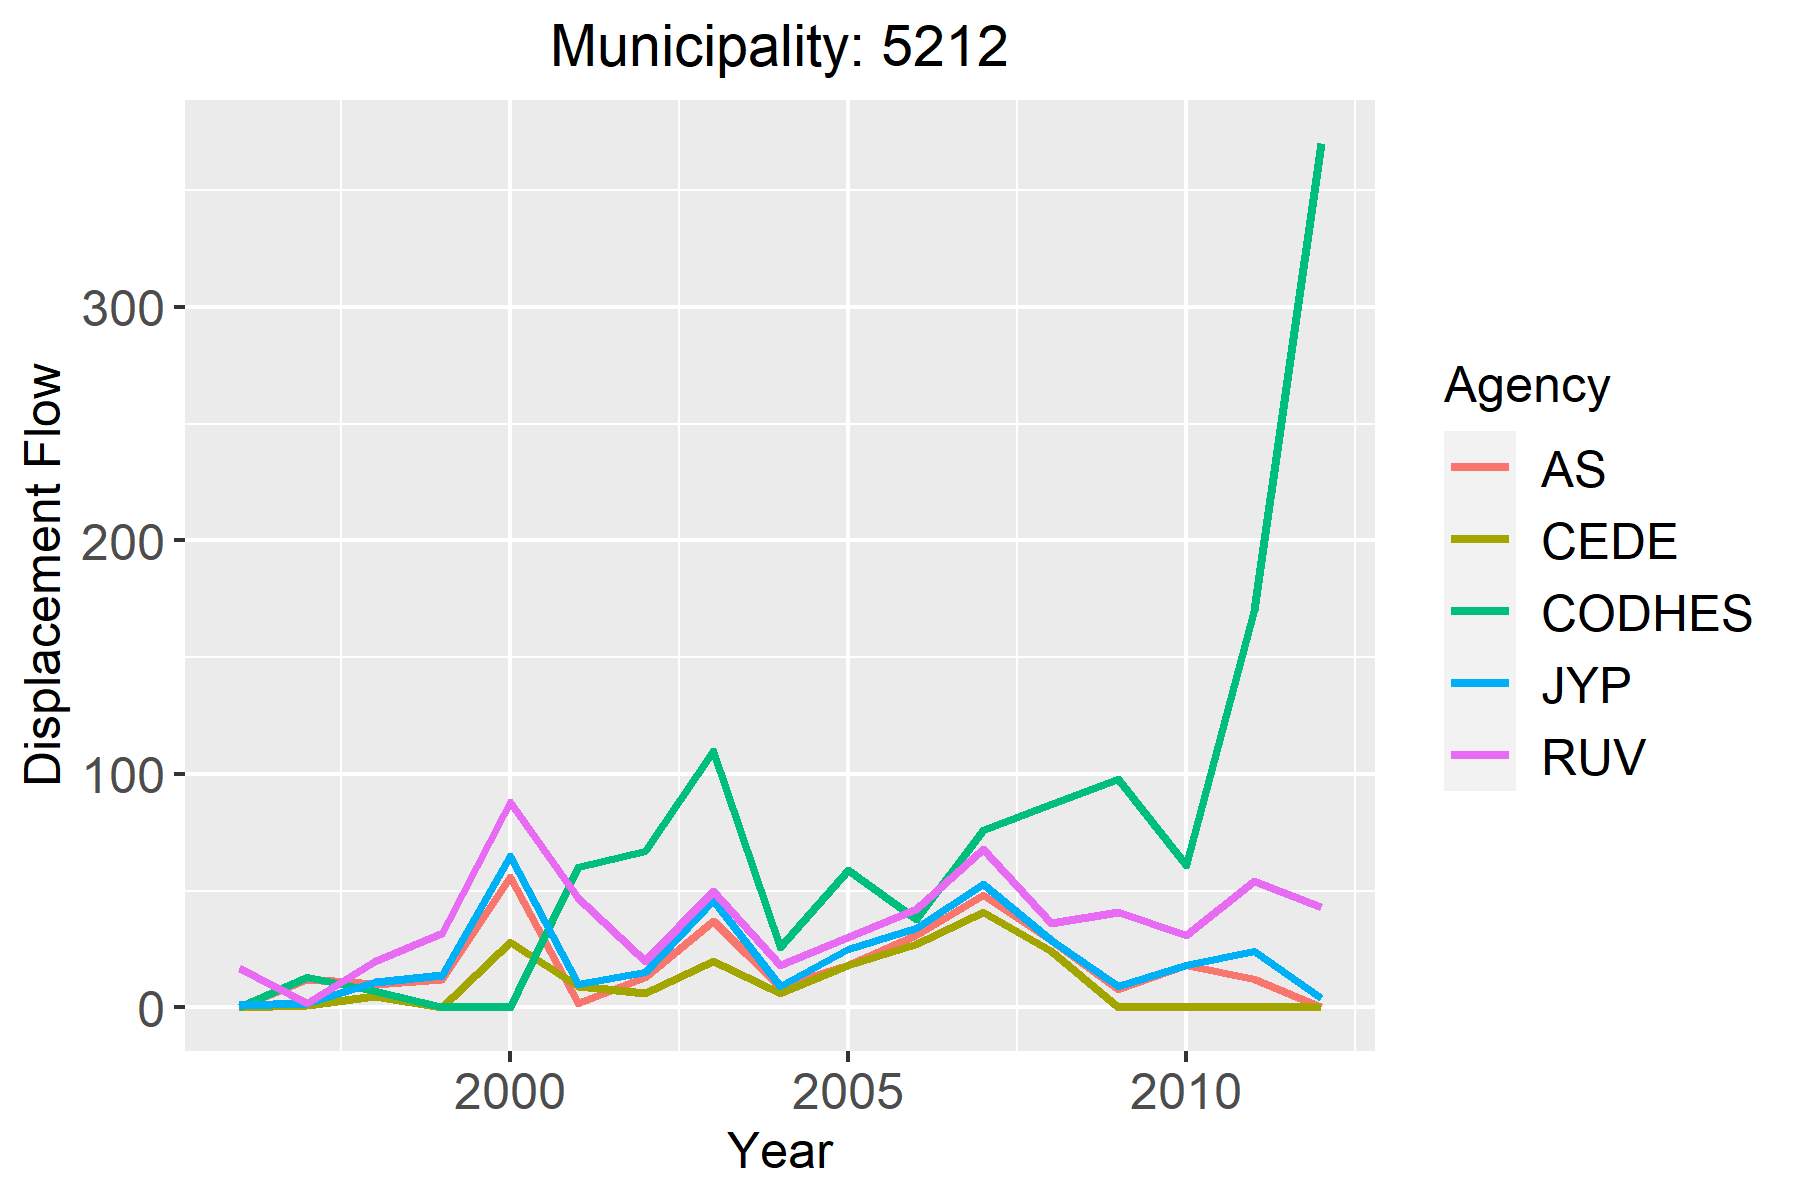 Municipality: 5212
Displacement Flow
300
200
100
0
2000 2005 2010
Year
Agency
AS
CEDE
CODHES
JYP
RUV